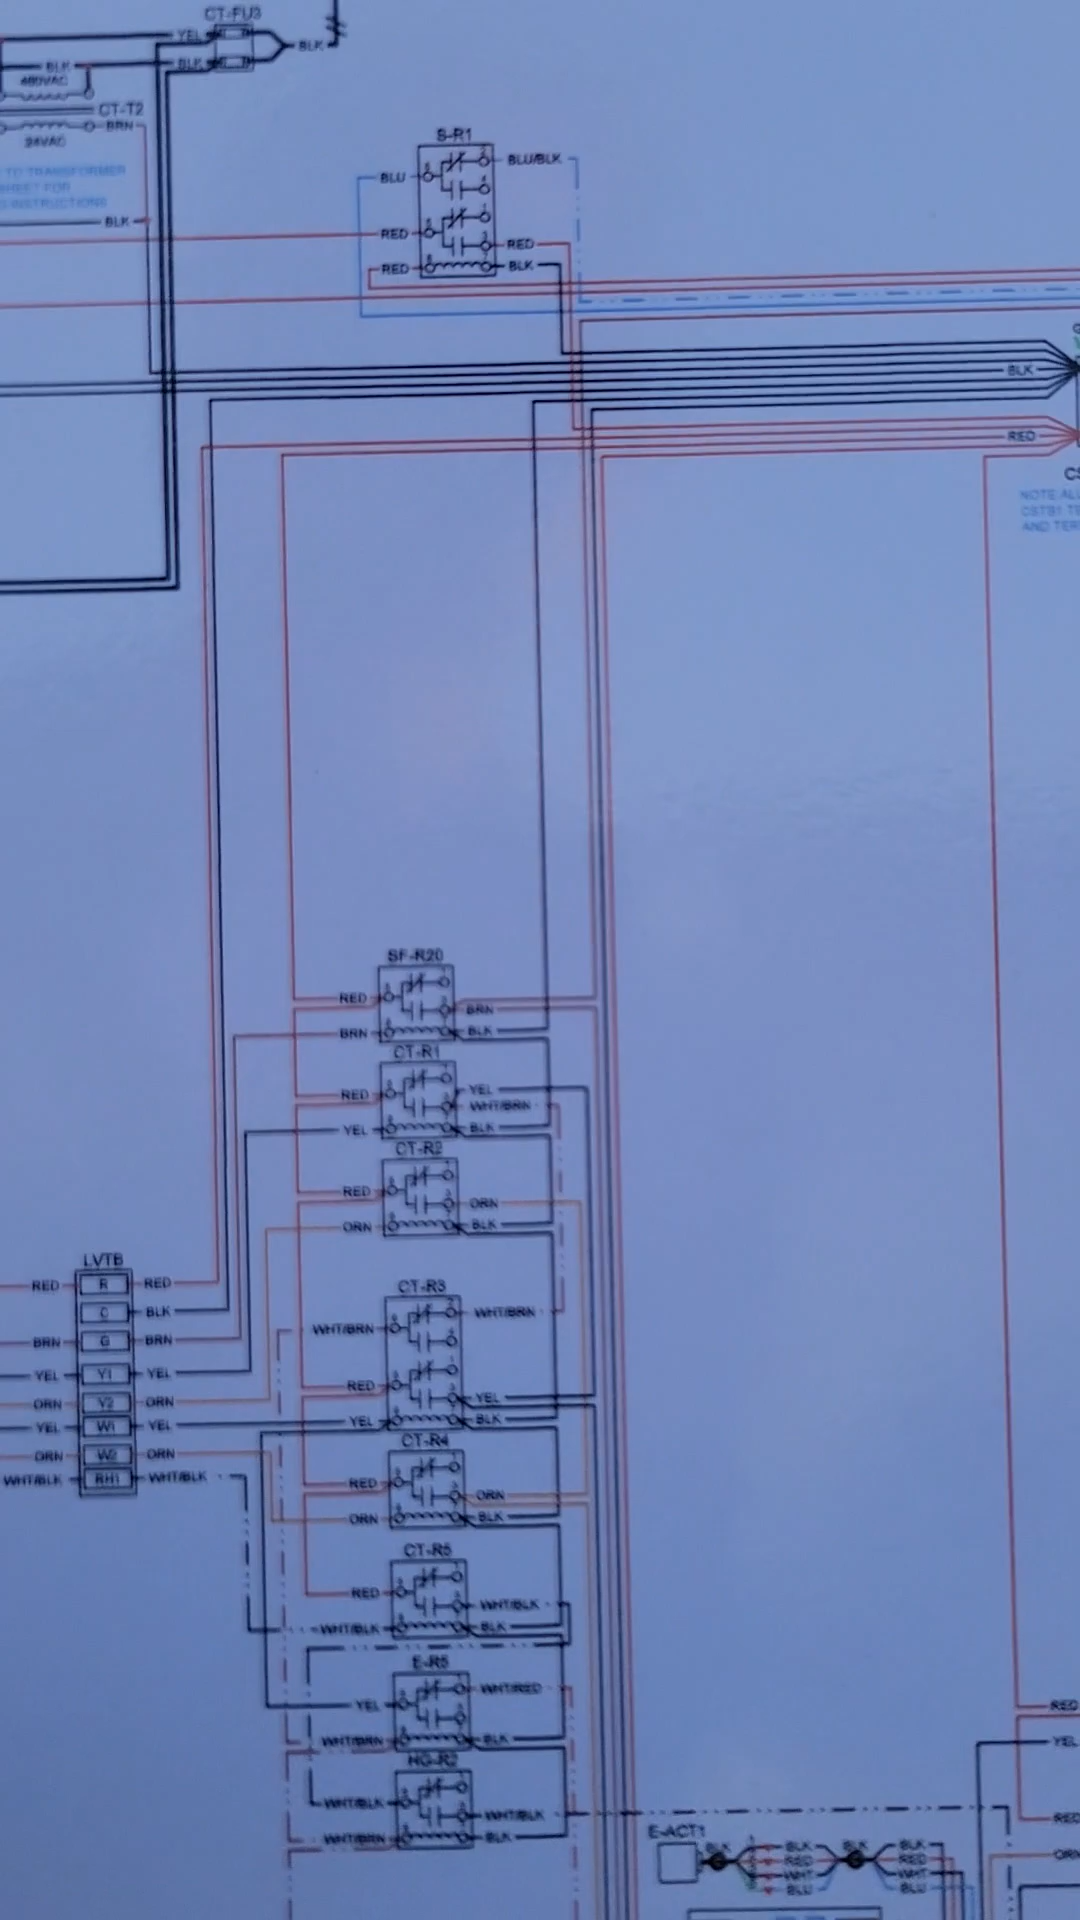 CT-FU3
YEL
BLK
BLK
BLK
480VAC
CT-T2
BRN
24VAC
TO TRANSFORMER
SHEET FOR
INSTRUCTIONS
BLK
S-R1
BLU
BLU/BLK
RED
RED
RED
BLK
BLK
RED
NOTE AL
CSTB1 TE
AND TER
SF-R20
RED
BRN
BRN
BLK
CT-R1
RED
YEL
WHT/BRN
YEL
BLK
CT-R2
RED
ORN
ORN
BLK
LVTB
RED R RED
C BLK
BRN G BRN
YEL Y1 YEL
ORN Y2 ORN
YEL W1 YEL
ORN W2 ORN
WHT/BLK RH1 WHT/BLK
CT-R3
WHT/BRN
WHT/BRN
RED
YEL
YEL
BLK
CT-R4
RED
ORN
ORN
BLK
CT-R5
RED
WHT/BLK
WHT/BLK
BLK
E-R5
WHT/RED
YEL
WHT/BRN
BLK
HG-R2
WHT/BLK
WHT/BLK
WHT/BRN
BLK
RED
YEL
RED
ORN
E-ACT1
BLK
BLK
RED
WHT
BLU
BLK
BLK
RED
WHT
BLU